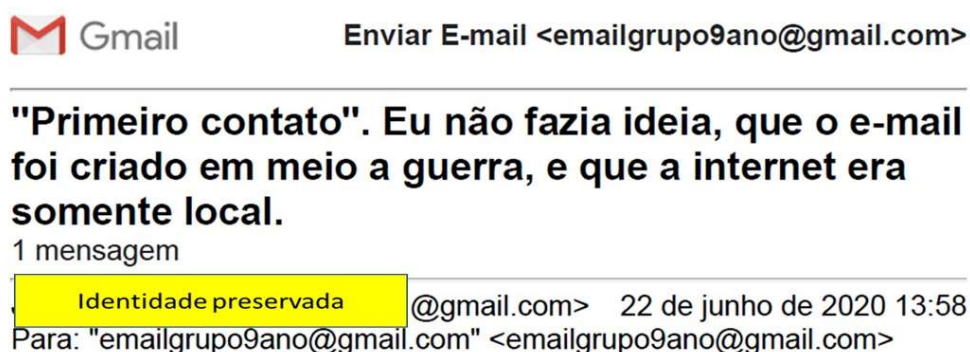 Gmail
Enviar E-mail <emailgrupo9ano@gmail.com>
"Primeiro contato". Eu não fazia ideia, que o e-mail
foi criado em meio a guerra, e que a internet era
somente local.
1 mensagem
Identidade preservada @gmail.com> 22 de junho de 2020 13:58
Para: "emailgrupo9ano@gmail.com" <emailgrupo9ano@gmail.com>